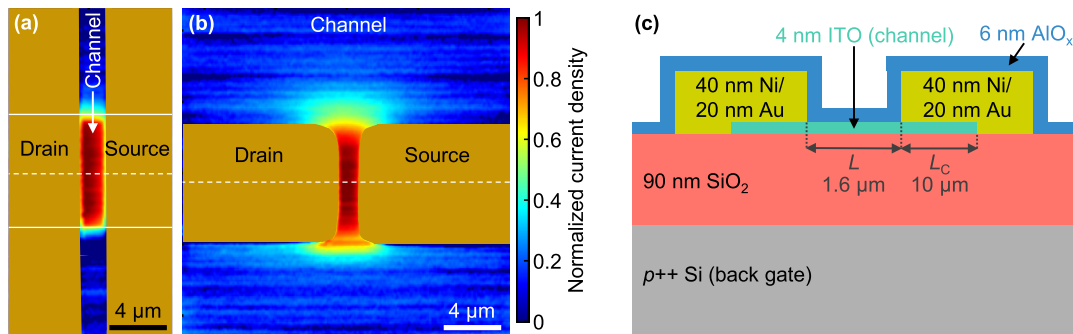 (a)
Channel
Drain
Source
4 µm
(b)
Channel
Drain
Source
4 µm
1
0.8
0.6
0.4
0.2
0
Normalized current density
(c)
4 nm ITO (channel)
6 nm AlOₓ
40 nm Ni/
20 nm Au
40 nm Ni/
20 nm Au
L
1.6 µm
L_C
10 µm
90 nm SiO₂
p++ Si (back gate)